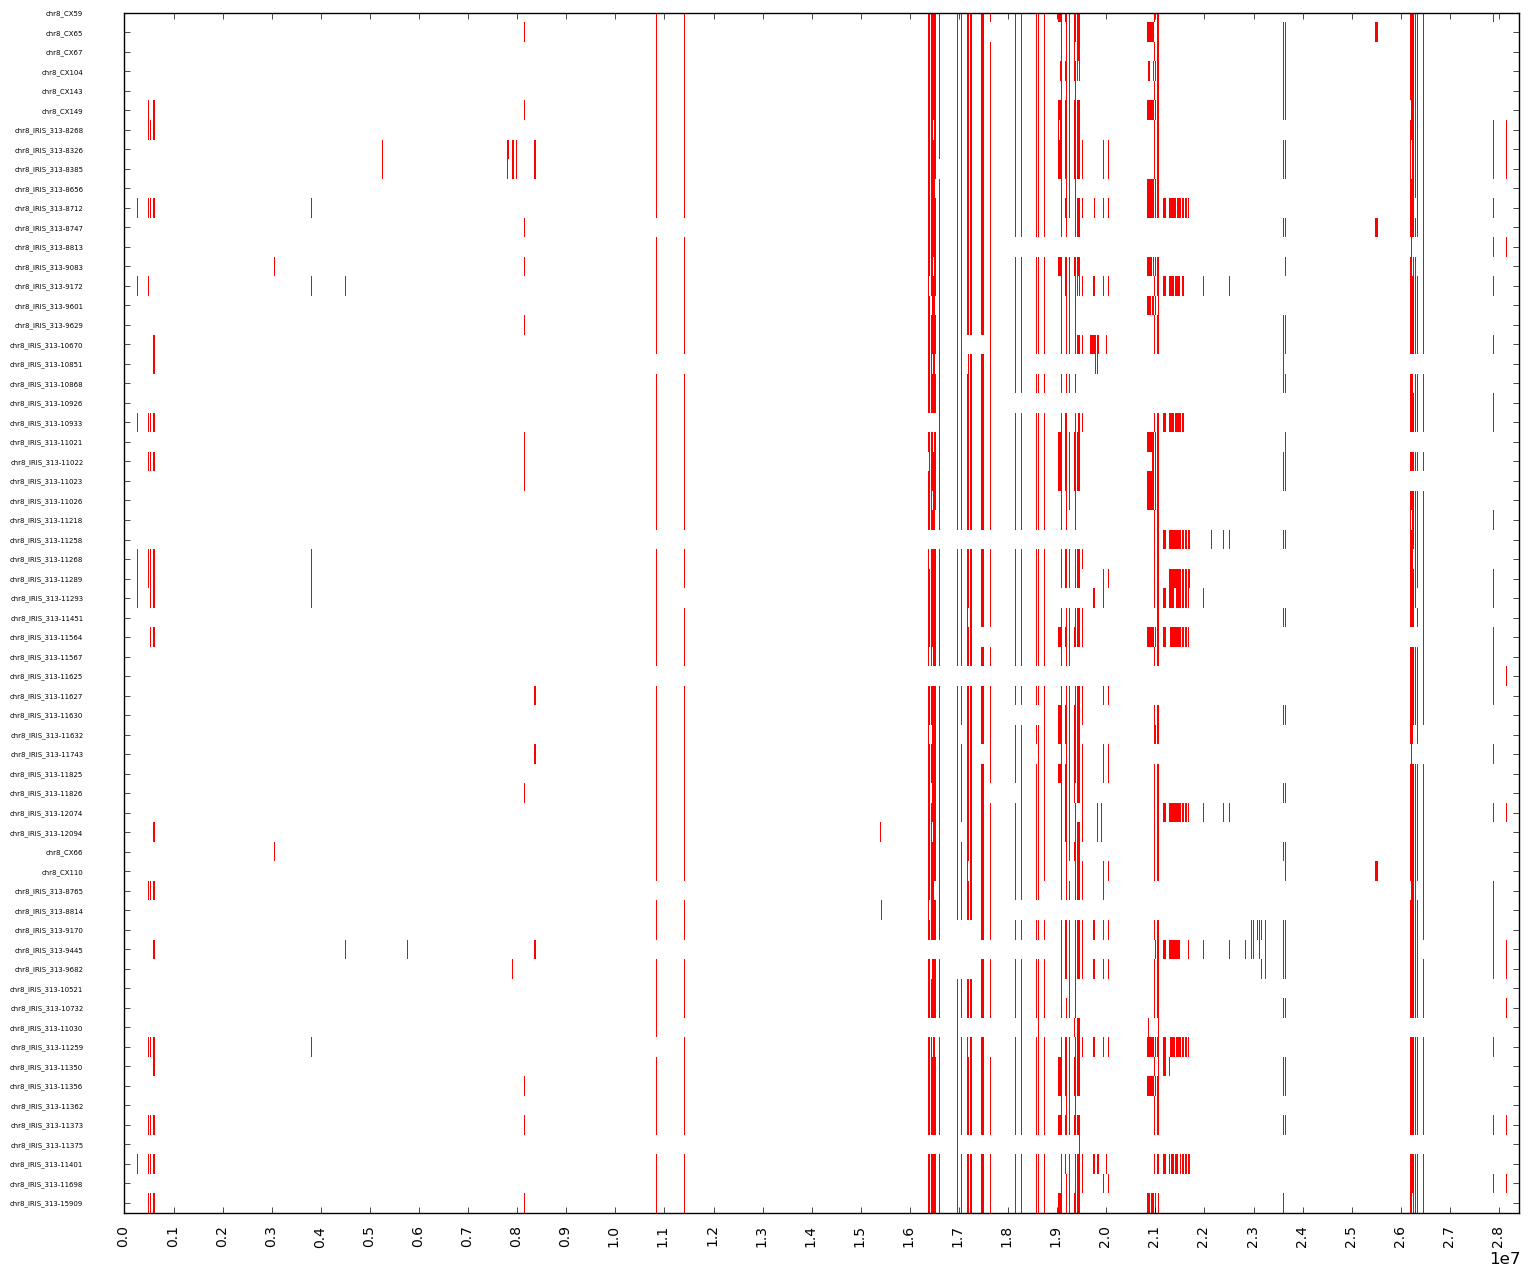 chr8_CX59
chr8_CX65
chr8_CX67
chr8_CX104
chr8_CX143
chr8_CX149
chr8_IRIS_313-8268
chr8_IRIS_313-8326
chr8_IRIS_313-8385
chr8_IRIS_313-8656
chr8_IRIS_313-8712
chr8_IRIS_313-8747
chr8_IRIS_313-8813
chr8_IRIS_313-9083
chr8_IRIS_313-9172
chr8_IRIS_313-9601
chr8_IRIS_313-9629
chr8_IRIS_313-10670
chr8_IRIS_313-10851
chr8_IRIS_313-10868
chr8_IRIS_313-10926
chr8_IRIS_313-10933
chr8_IRIS_313-11021
chr8_IRIS_313-11022
chr8_IRIS_313-11023
chr8_IRIS_313-11026
chr8_IRIS_313-11218
chr8_IRIS_313-11258
chr8_IRIS_313-11268
chr8_IRIS_313-11289
chr8_IRIS_313-11293
chr8_IRIS_313-11451
chr8_IRIS_313-11564
chr8_IRIS_313-11567
chr8_IRIS_313-11625
chr8_IRIS_313-11627
chr8_IRIS_313-11630
chr8_IRIS_313-11632
chr8_IRIS_313-11743
chr8_IRIS_313-11825
chr8_IRIS_313-11826
chr8_IRIS_313-12074
chr8_IRIS_313-12094
chr8_CX66
chr8_CX110
chr8_IRIS_313-8765
chr8_IRIS_313-8814
chr8_IRIS_313-9170
chr8_IRIS_313-9445
chr8_IRIS_313-9682
chr8_IRIS_313-10521
chr8_IRIS_313-10732
chr8_IRIS_313-11030
chr8_IRIS_313-11259
chr8_IRIS_313-11350
chr8_IRIS_313-11356
chr8_IRIS_313-11362
chr8_IRIS_313-11373
chr8_IRIS_313-11375
chr8_IRIS_313-11401
chr8_IRIS_313-11698
chr8_IRIS_313-15909
0.0 0.1 0.2 0.3 0.4 0.5 0.6 0.7 0.8 0.9 1.0 1.1 1.2 1.3 1.4 1.5 1.6 1.7 1.8 1.9 2.0 2.1 2.2 2.3 2.4 2.5 2.6 2.7 2.8
1e7